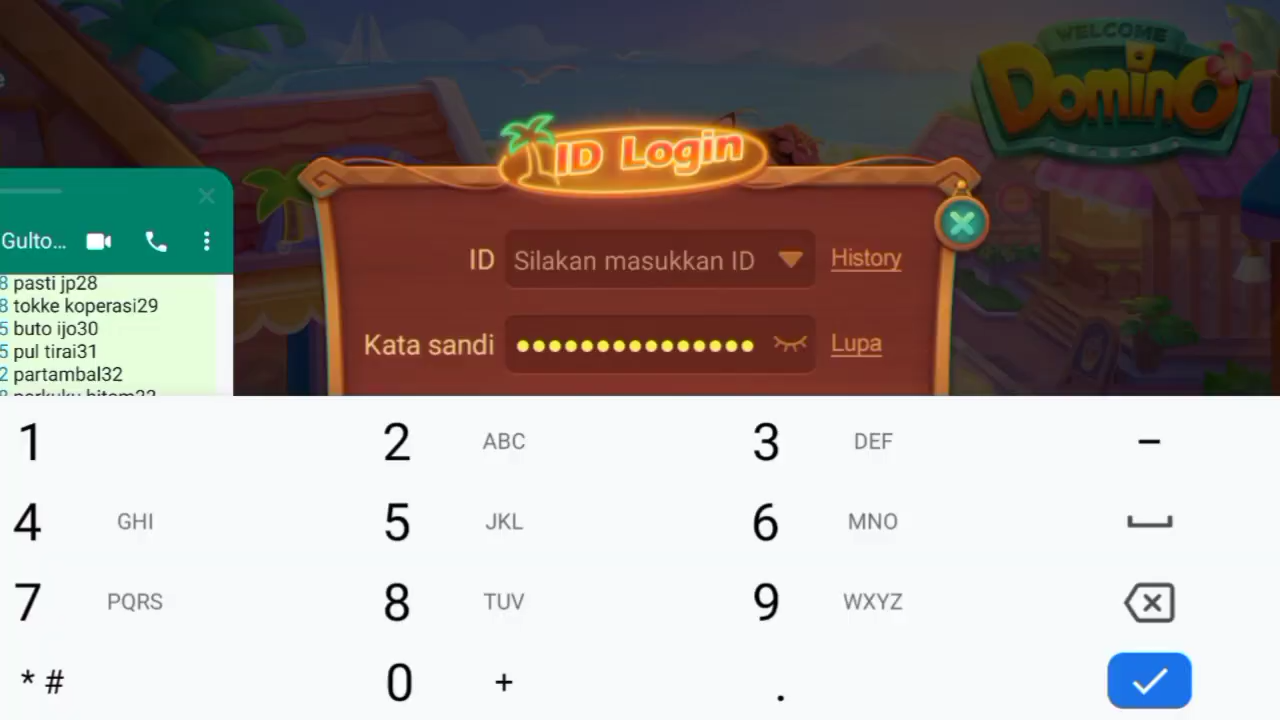 WELCOME
Domino
ID Login
Gulto...
ID Silakan masukkan ID History
8 pasti jp28
8 tokke koperasi29
5 buto ijo30
5 pul tirai31
2 partambal32
Kata sandi •••••••••••••• Lupa
1 2 ABC 3 DEF –
4 GHI 5 JKL 6 MNO
7 PQRS 8 TUV 9 WXYZ
* # 0 + .